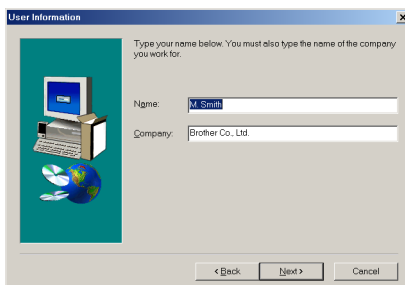 User Information
Type your name below. You must also type the name of the company
you work for.
Name: M. Smith
Company: Brother Co., Ltd.
< Back Next > Cancel